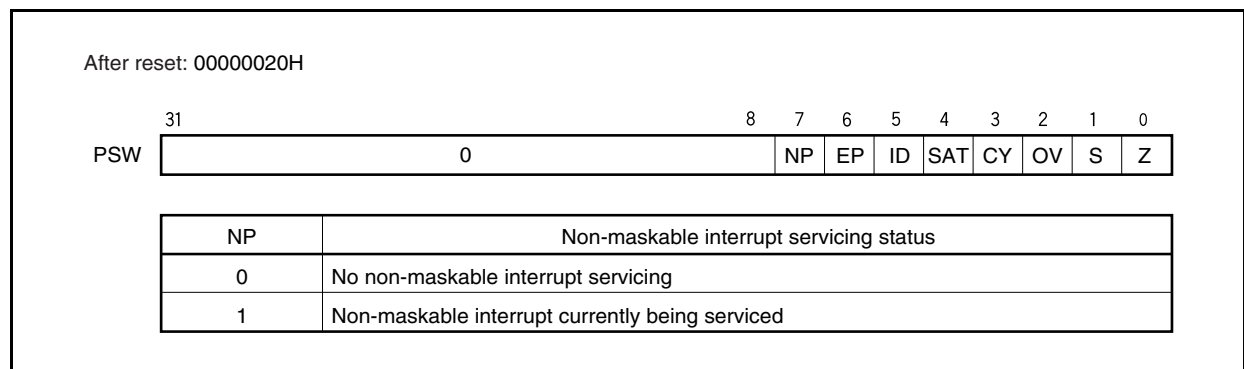 After reset: 00000020H
31 8 7 6 5 4 3 2 1 0
PSW 0 NP EP ID SAT CY OV S Z
NP Non-maskable interrupt servicing status
0 No non-maskable interrupt servicing
1 Non-maskable interrupt currently being serviced